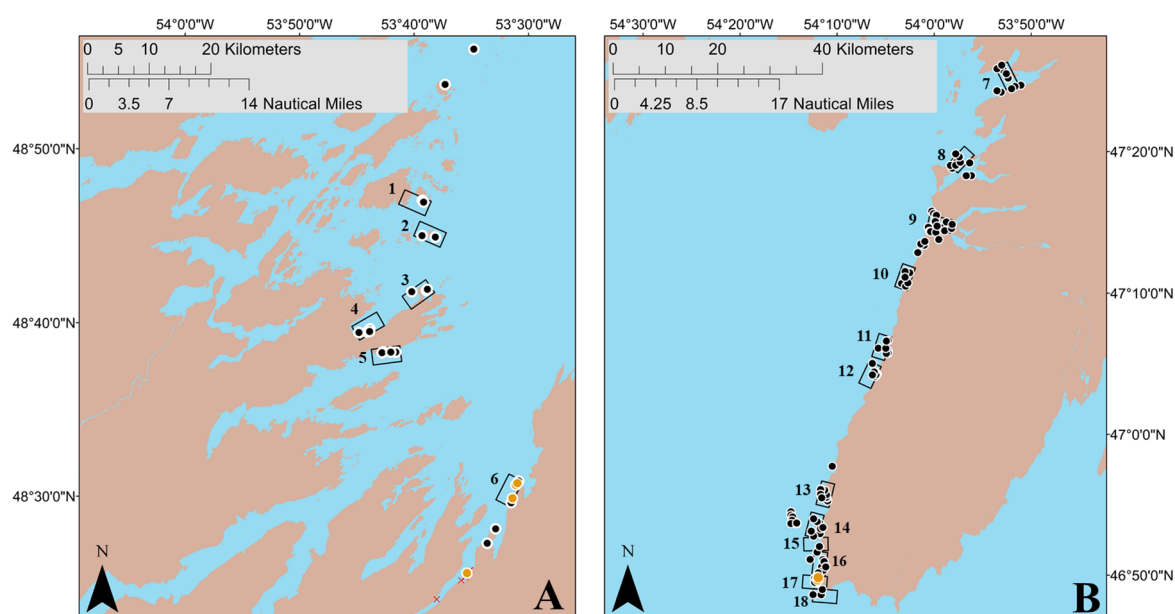 54°0'0"W 53°50'0"W 53°40'0"W 53°30'0"W
0 5 10 20 Kilometers
0 3.5 7 14 Nautical Miles
48°50'0"N
48°40'0"N
48°30'0"N
1
2
3
4
5
6
N
A
54°30'0"W 54°20'0"W 54°10'0"W 54°0'0"W 53°50'0"W
0 10 20 40 Kilometers
0 4.25 8.5 17 Nautical Miles
7
8
47°20'0"N
9
10
47°10'0"N
11
12
47°0'0"N
13
14
15
16
17
46°50'0"N
18
N
B